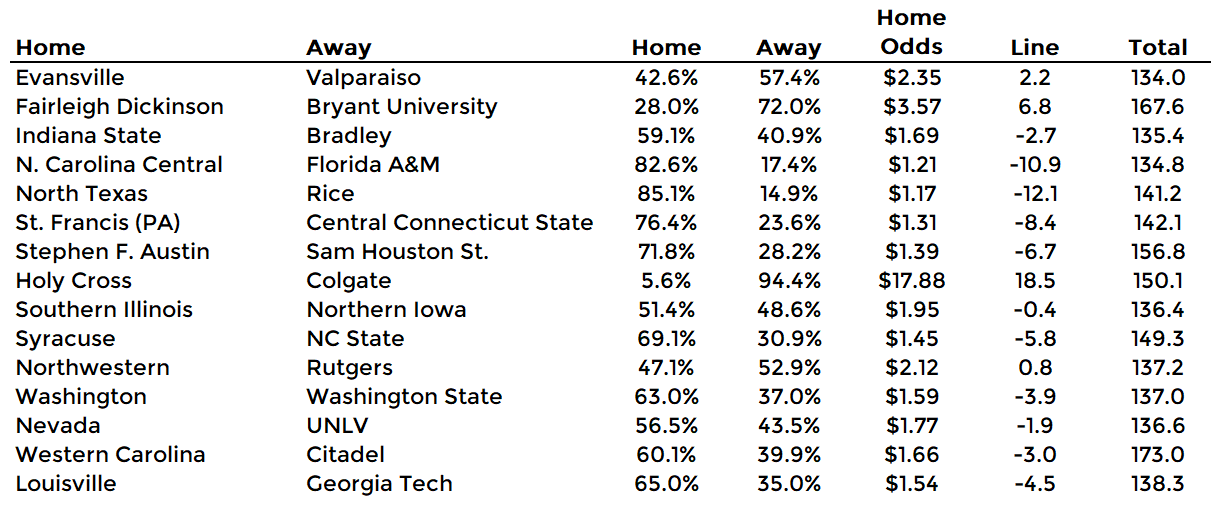 Home Away Home Away Home Odds Line Total
Evansville Valparaiso 42.6% 57.4% $2.35 2.2 134.0
Fairleigh Dickinson Bryant University 28.0% 72.0% $3.57 6.8 167.6
Indiana State Bradley 59.1% 40.9% $1.69 -2.7 135.4
N. Carolina Central Florida A&M 82.6% 17.4% $1.21 -10.9 134.8
North Texas Rice 85.1% 14.9% $1.17 -12.1 141.2
St. Francis (PA) Central Connecticut State 76.4% 23.6% $1.31 -8.4 142.1
Stephen F. Austin Sam Houston St. 71.8% 28.2% $1.39 -6.7 156.8
Holy Cross Colgate 5.6% 94.4% $17.88 18.5 150.1
Southern Illinois Northern Iowa 51.4% 48.6% $1.95 -0.4 136.4
Syracuse NC State 69.1% 30.9% $1.45 -5.8 149.3
Northwestern Rutgers 47.1% 52.9% $2.12 0.8 137.2
Washington Washington State 63.0% 37.0% $1.59 -3.9 137.0
Nevada UNLV 56.5% 43.5% $1.77 -1.9 136.6
Western Carolina Citadel 60.1% 39.9% $1.66 -3.0 173.0
Louisville Georgia Tech 65.0% 35.0% $1.54 -4.5 138.3